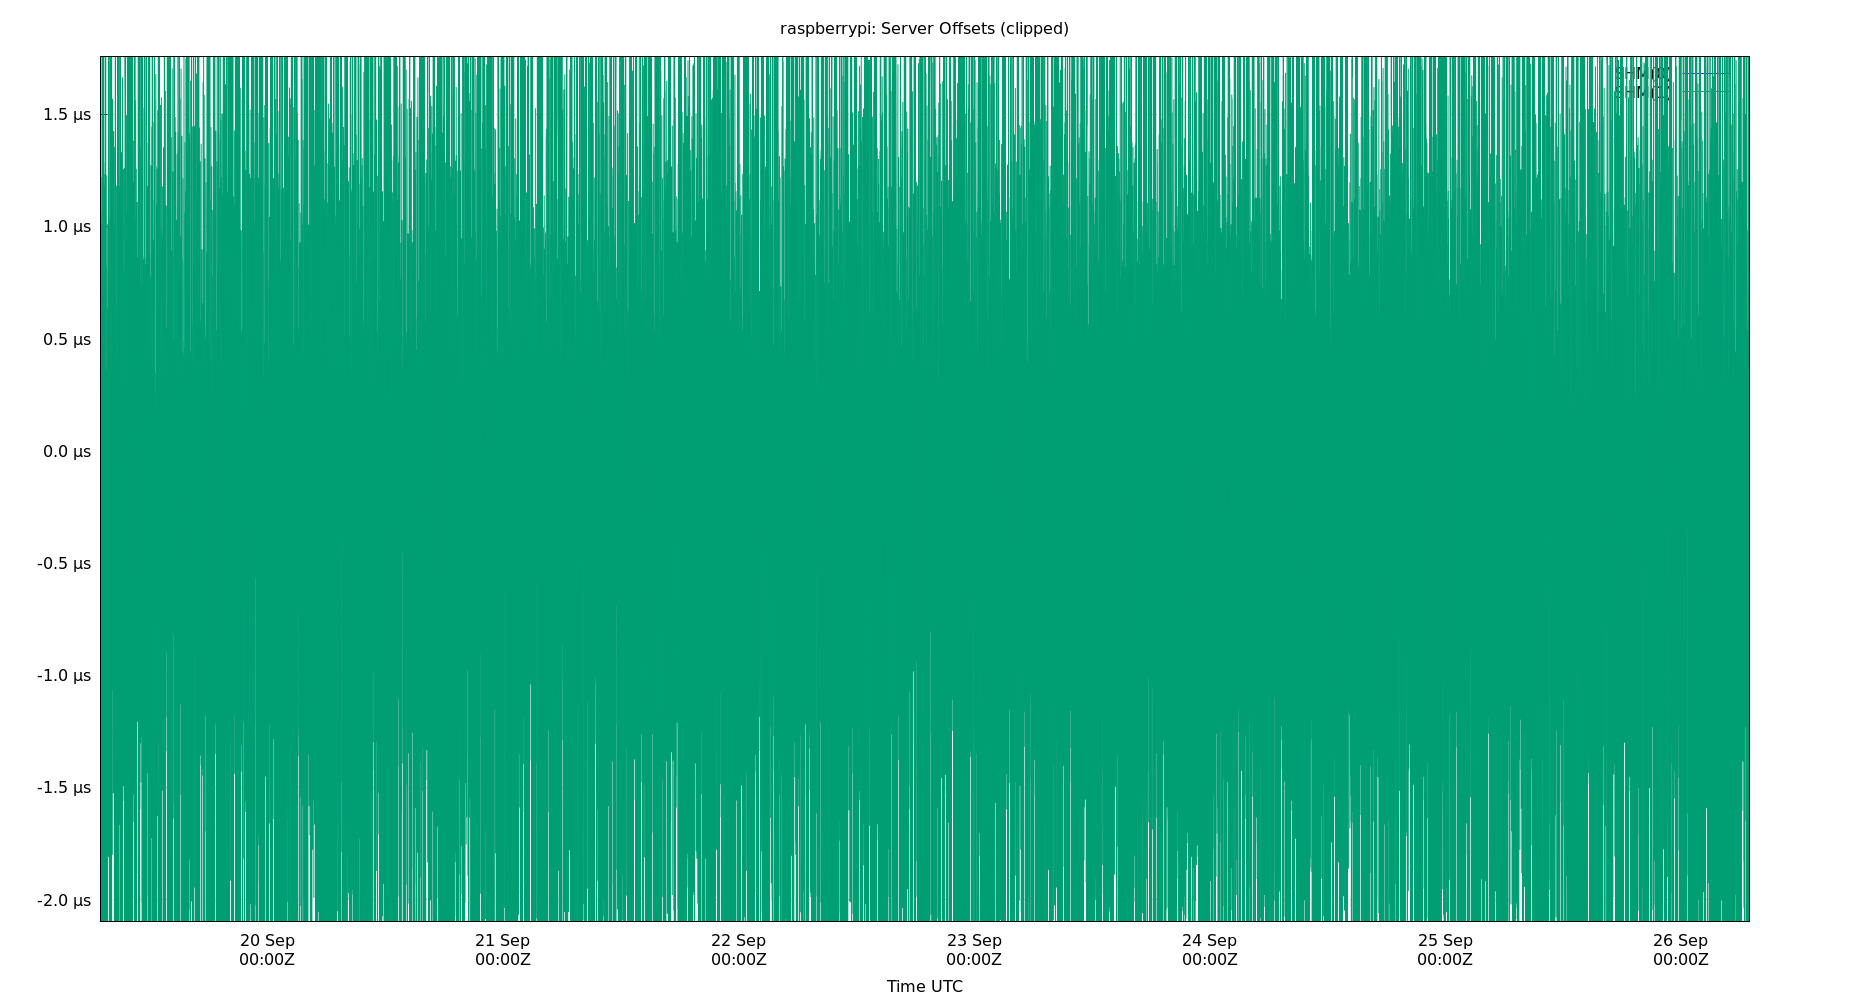 raspberrypi: Server Offsets (clipped)
1.5 µs
1.0 µs
0.5 µs
0.0 µs
-0.5 µs
-1.0 µs
-1.5 µs
-2.0 µs
20 Sep
00:00Z
21 Sep
00:00Z
22 Sep
00:00Z
23 Sep
00:00Z
24 Sep
00:00Z
25 Sep
00:00Z
26 Sep
00:00Z
Time UTC